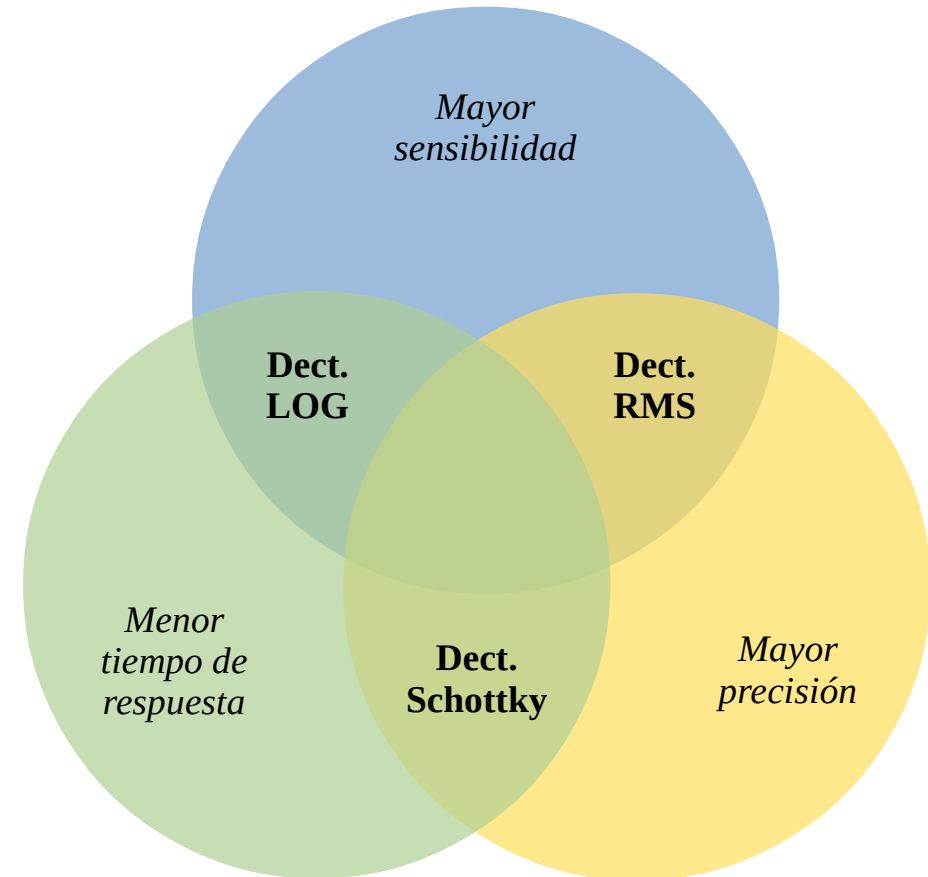 Mayor
sensibilidad
Dect.
LOG
Dect.
RMS
Menor
tiempo de
respuesta
Dect.
Schottky
Mayor
precisión